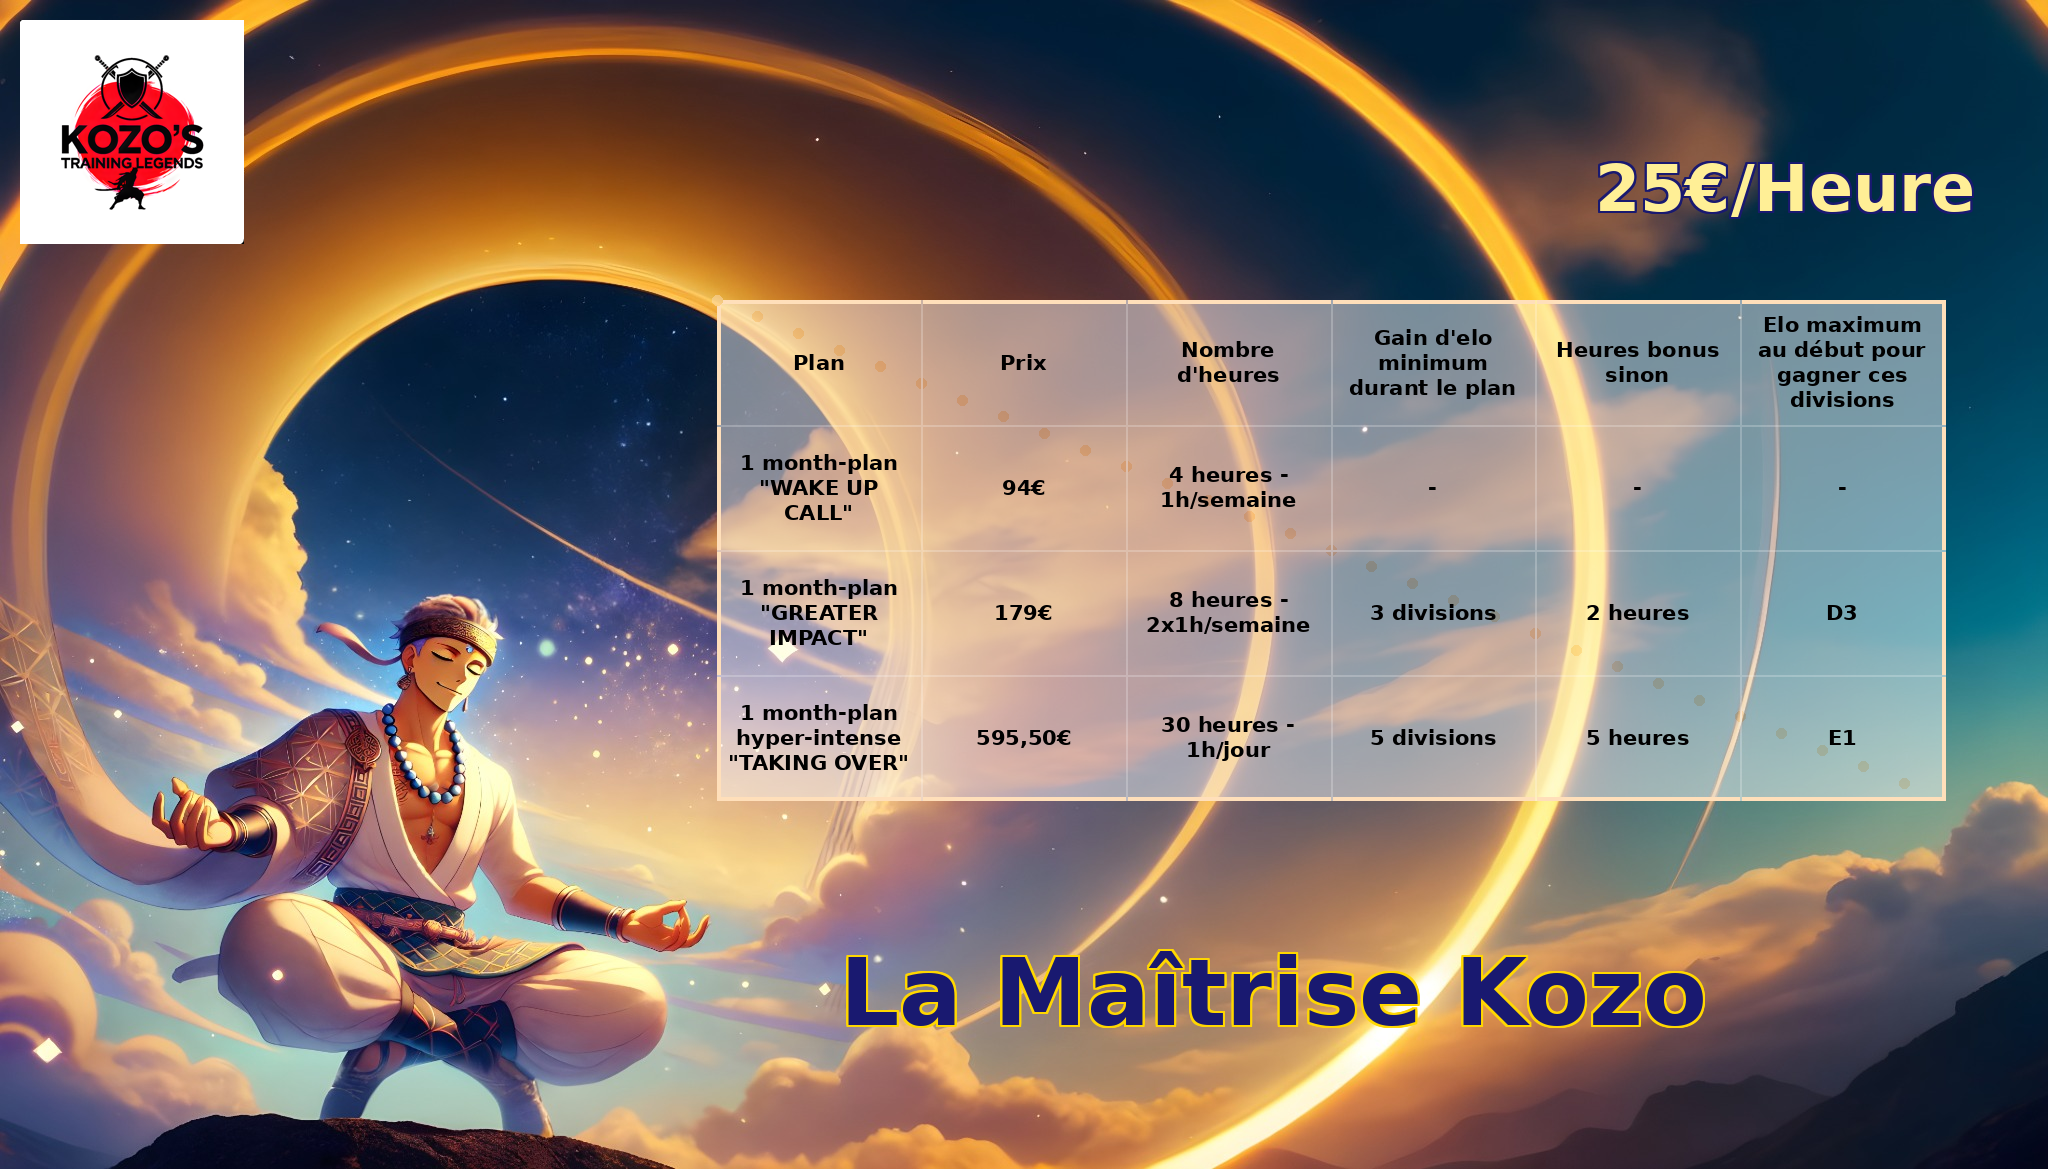 KOZO'S
TRAINING LEGENDS
25€/Heure
Plan
Prix
Nombre
d'heures
Gain d'elo
minimum
durant le plan
Heures bonus
sinon
Elo maximum
au début pour
gagner ces
divisions
1 month-plan
"WAKE UP
CALL"
94€
4 heures -
1h/semaine
-
-
-
1 month-plan
"GREATER
IMPACT"
179€
8 heures -
2x1h/semaine
3 divisions
2 heures
D3
1 month-plan
hyper-intense
"TAKING OVER"
595,50€
30 heures -
1h/jour
5 divisions
5 heures
E1
La Maîtrise Kozo